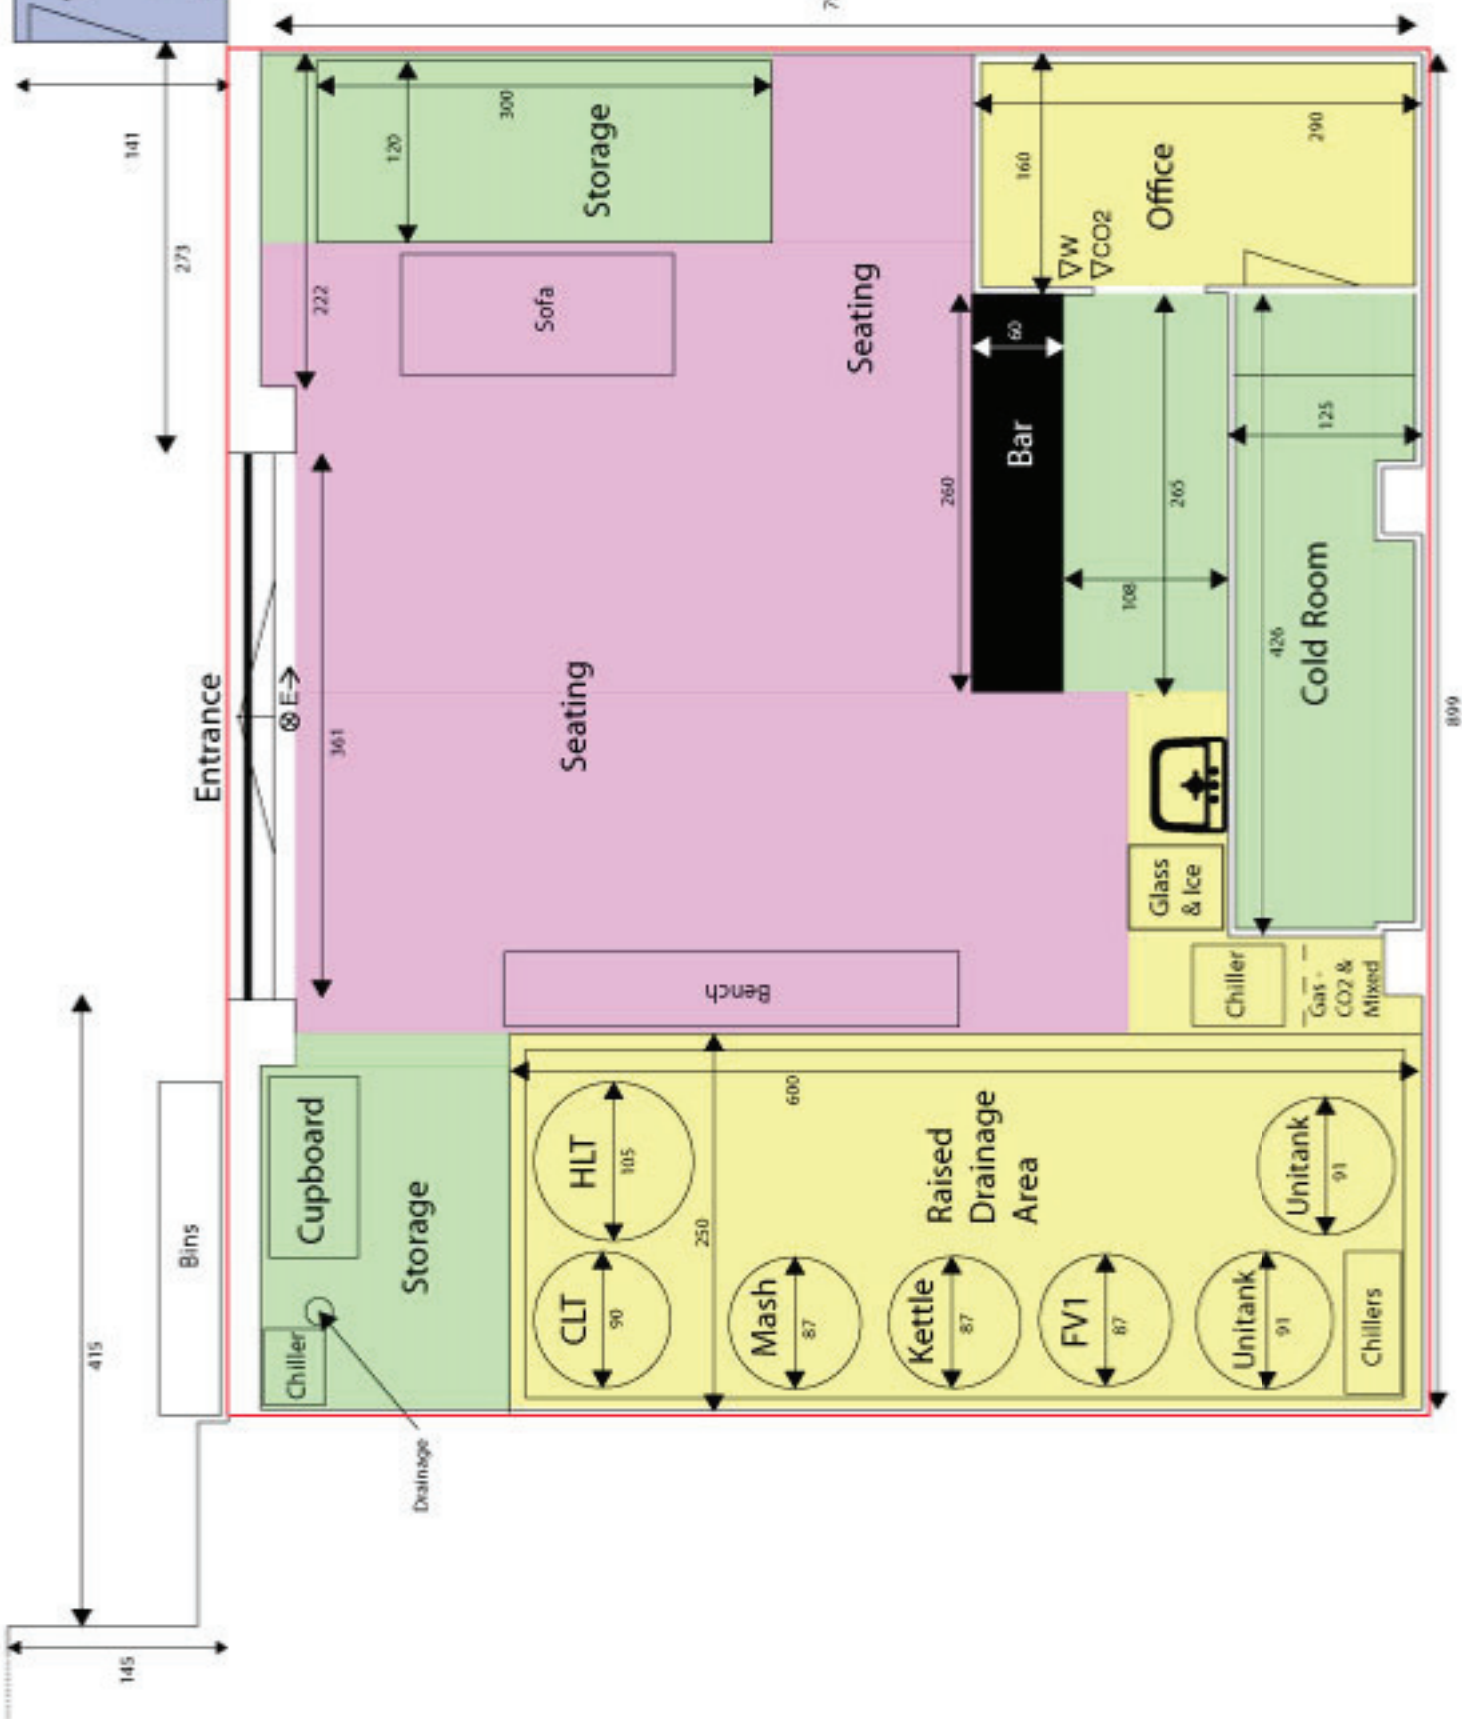 145
415
141
Bins
273
Entrance
Chiller
Cupboard
E
222
361
Drainage
Storage
120
300
Sofa
Storage
CLT
90
HLT
105
Seating
250
Bench
Mash
87
600
Seating
Kettle
87
Raised
Drainage
Area
260
Bar
60
160
FV1
87
108
W
CO2
Glass
& Ice
265
Office
Unitank
91
Chiller
426
Unitank
91
Gas -
CO2 &
Mixed
Cold Room
125
290
Chillers
899